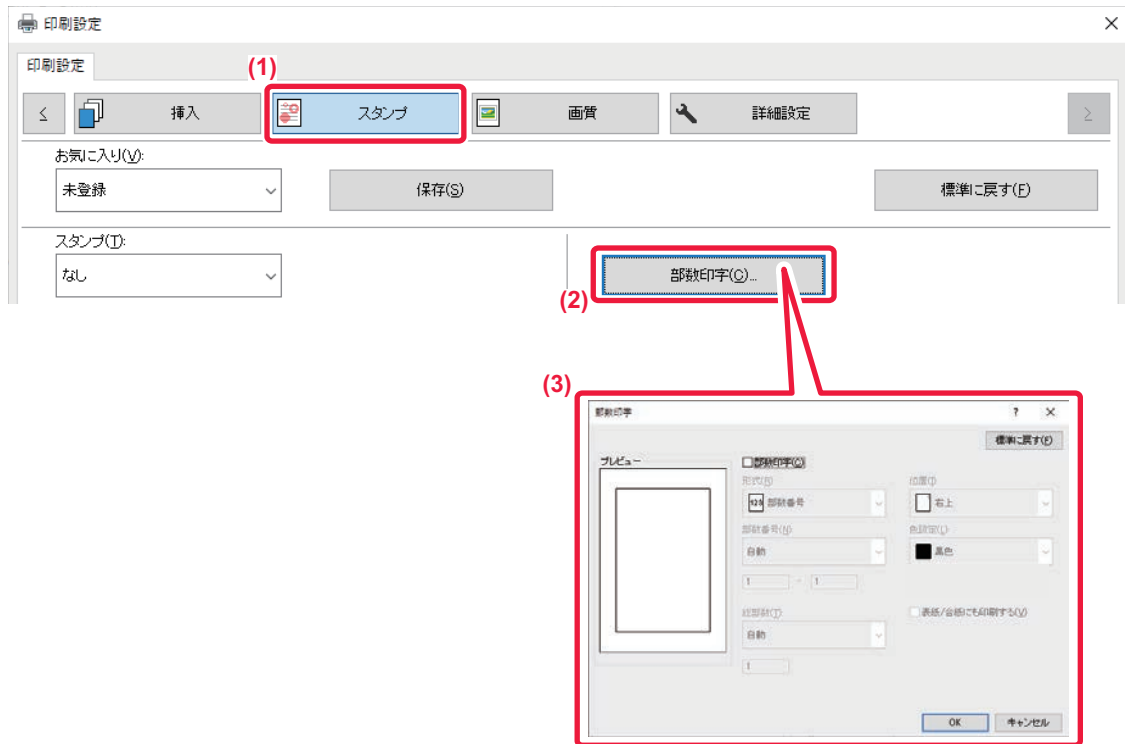 印刷設定
印刷設定
(1)
挿入
スタンプ
画質
詳細設定
お気に入り(V):
未登録
保存(S)
標準に戻す(F)
スタンプ(T):
なし
部数印字(C)...
(2)
(3)
部数印字
標準に戻す(F)
プレビュー
部数印字(C)
形式(R)
位置(I)
123 部数番号
右上
部数番号(N)
色設定(L)
自動
黒色
1 - 1
総部数(T)
表紙/合紙にも印刷する(V)
自動
1
OK
キャンセル